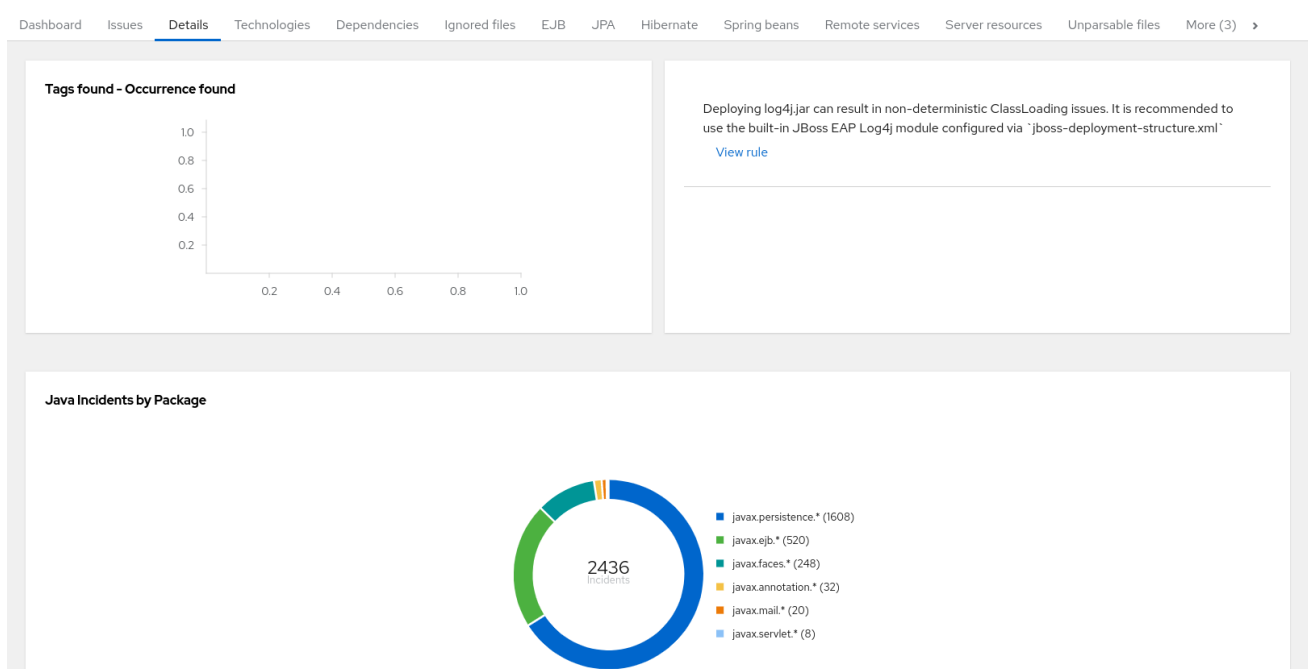 Dashboard Issues Details Technologies Dependencies Ignored files EJB JPA Hibernate Spring beans Remote services Server resources Unparsable files More (3)
Tags found - Occurrence found
1.0
0.8
0.6
0.4
0.2
0.2 0.4 0.6 0.8 1.0
Deploying log4j.jar can result in non-deterministic ClassLoading issues. It is recommended to
use the built-in JBoss EAP Log4j module configured via `jboss-deployment-structure.xml`
View rule
Java Incidents by Package
2436
Incidents
javax.persistence.* (1608)
javax.ejb.* (520)
javax.faces.* (248)
javax.annotation.* (32)
javax.mail.* (20)
javax.servlet.* (8)